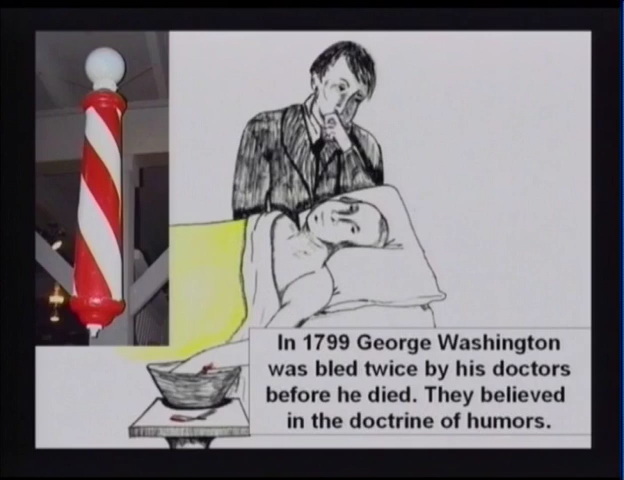 In 1799 George Washington
was bled twice by his doctors
before he died. They believed
in the doctrine of humors.